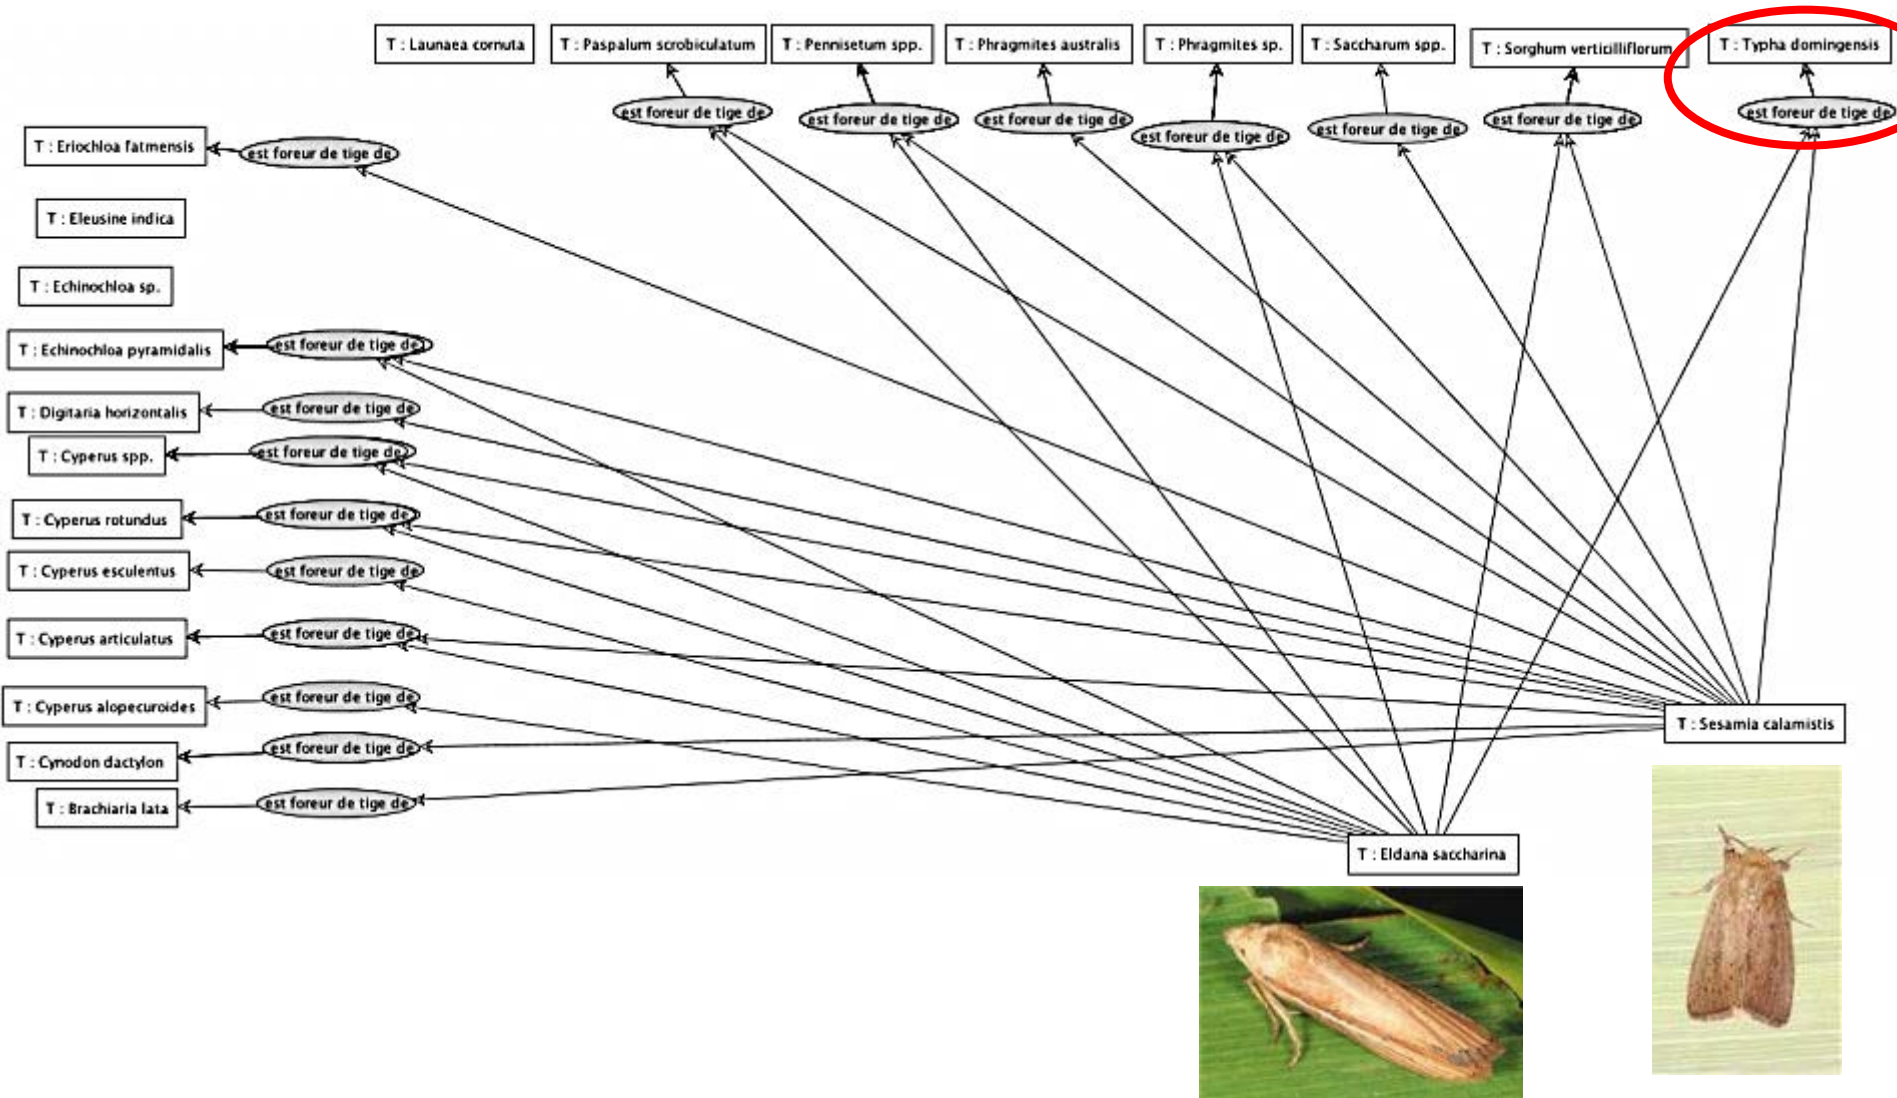 T : Launaea cornuta
T : Paspalum scrobiculatum
T : Pennisetum spp.
T : Phragmites australis
T : Phragmites sp.
T : Saccharum spp.
T : Sorghum verticilliflorum
T : Typha domingensis
est foreur de tige de
est foreur de tige de
est foreur de tige de
est foreur de tige de
est foreur de tige de
est foreur de tige de
est foreur de tige de
T : Eriochloa fatmensis
est foreur de tige de
T : Eleusine indica
T : Echinochloa sp.
T : Echinochloa pyramidalis
est foreur de tige de
T : Digitaria horizontalis
est foreur de tige de
T : Cyperus spp.
est foreur de tige de
T : Cyperus rotundus
est foreur de tige de
T : Cyperus esculentus
est foreur de tige de
T : Cyperus articulatus
est foreur de tige de
T : Cyperus alopecuroides
est foreur de tige de
T : Sesamia calamistis
T : Cynodon dactylon
est foreur de tige de
T : Brachiaria lata
est foreur de tige de
T : Eldana saccharina